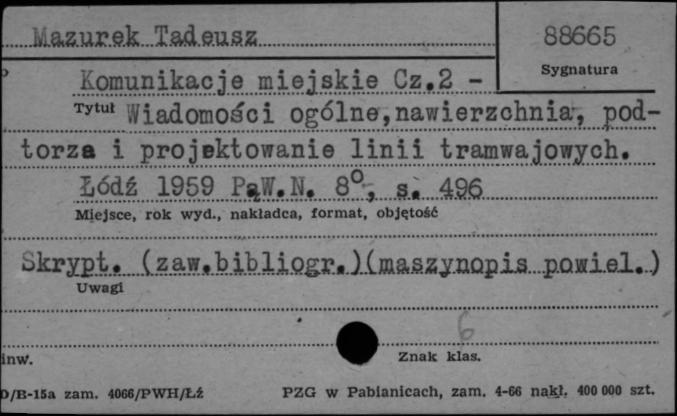 Mazurek Tadeusz
88665
Sygnatura
Komunikacje miejskie Cz.2 -
Tytuł Wiadomości ogólne,nawierzchnia, pod-
torza i projektowanie linii tramwajowych.
Łódź 1959 P.W.N. 8°, s. 496
Miejsce, rok wyd., nakładca, format, objętość
Skrypt. (zaw.bibliogr.)(maszynopis powiel.)
Uwagi
6
inw.
Znak klas.
D/B-15a zam. 4066/PWH/Łź
PZG w Pabianicach, zam. 4-66 nakł. 400 000 szt.